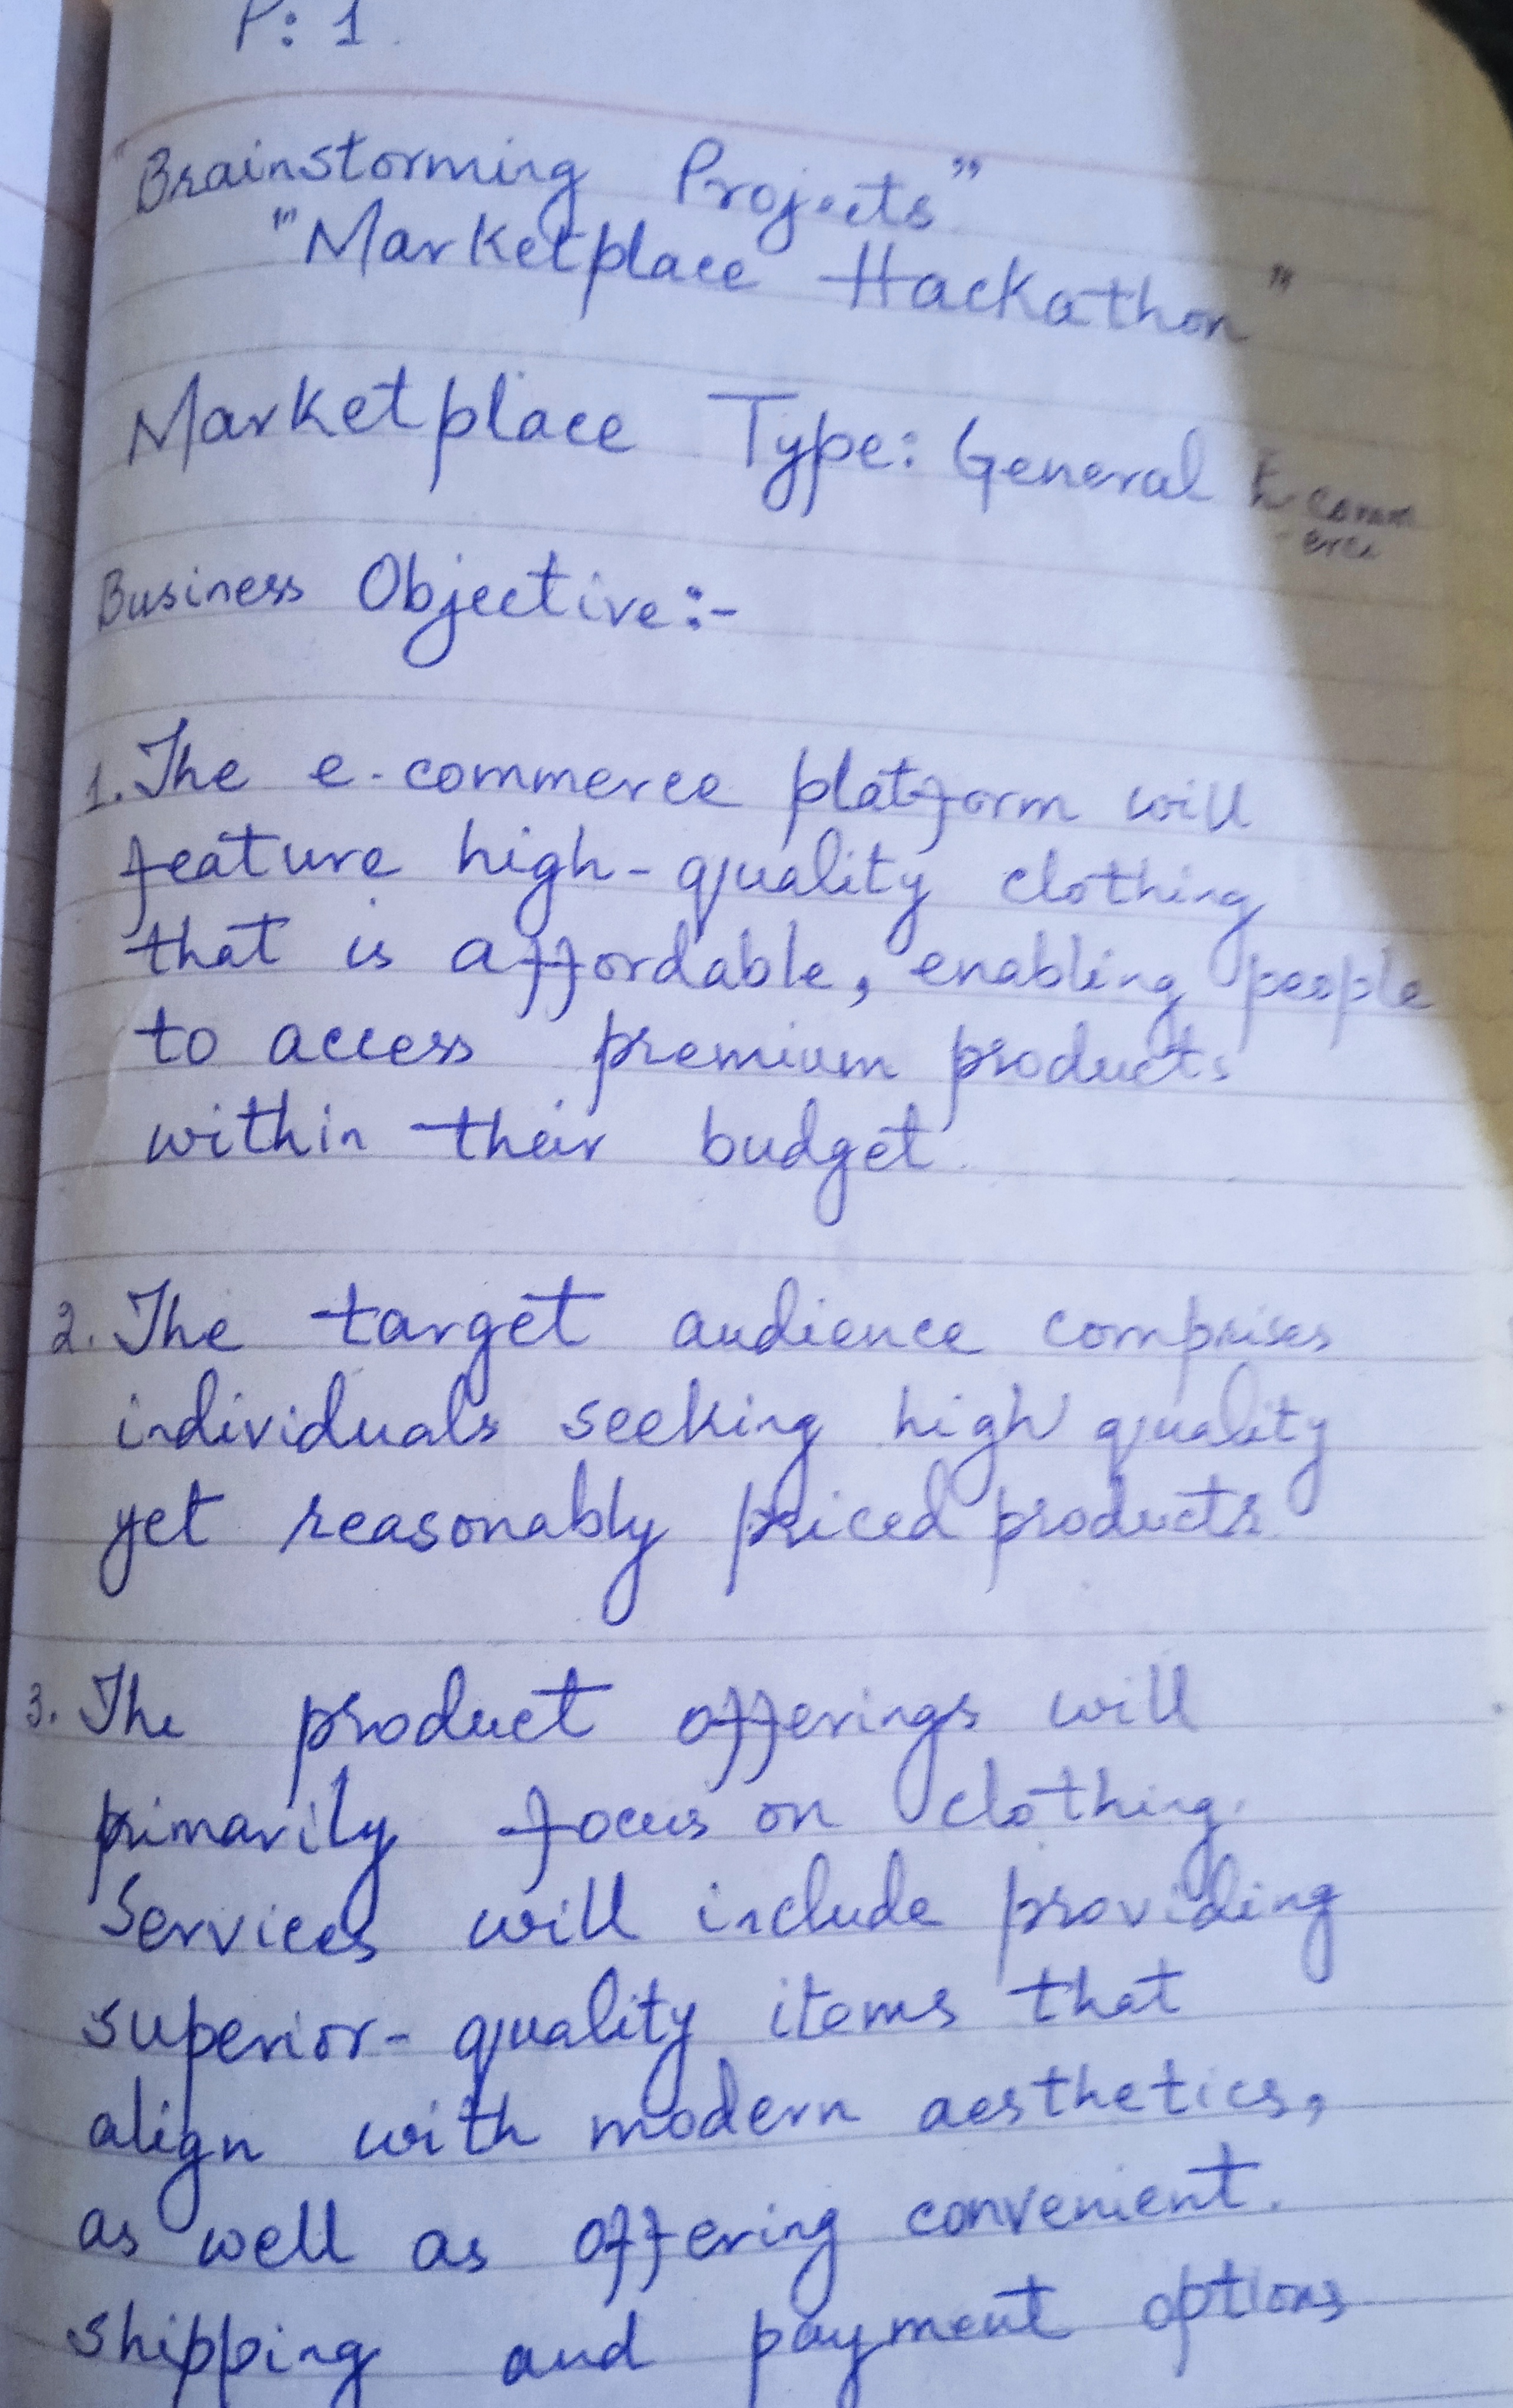 P: 1.
"Brainstorming Projects"
"Marketplace Hackathon"
Marketplace Type: General E-comm
-erce
Business Objective:-
1. The e-commerce platform will
feature high-quality clothing
that is affordable, enabling people
to access premium products
within their budget.
2. The target audience comprises
individuals seeking high quality
yet reasonably priced products
3. The product offerings will
primarily focus on clothing.
Services will include providing
superior-quality items that
align with modern aesthetics,
as well as offering convenient.
shipping and payment options